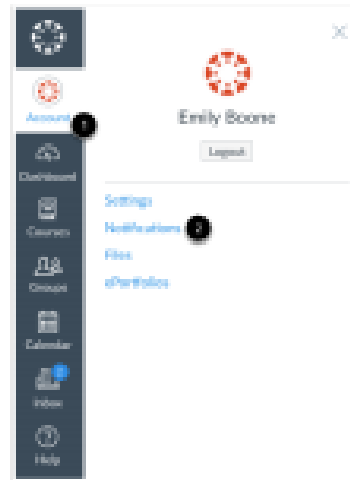 Account
1
Dashboard
Courses
Groups
Calendar
Inbox
Help
Emily Boone
Logout
Settings
Notifications 2
Files
ePortfolios